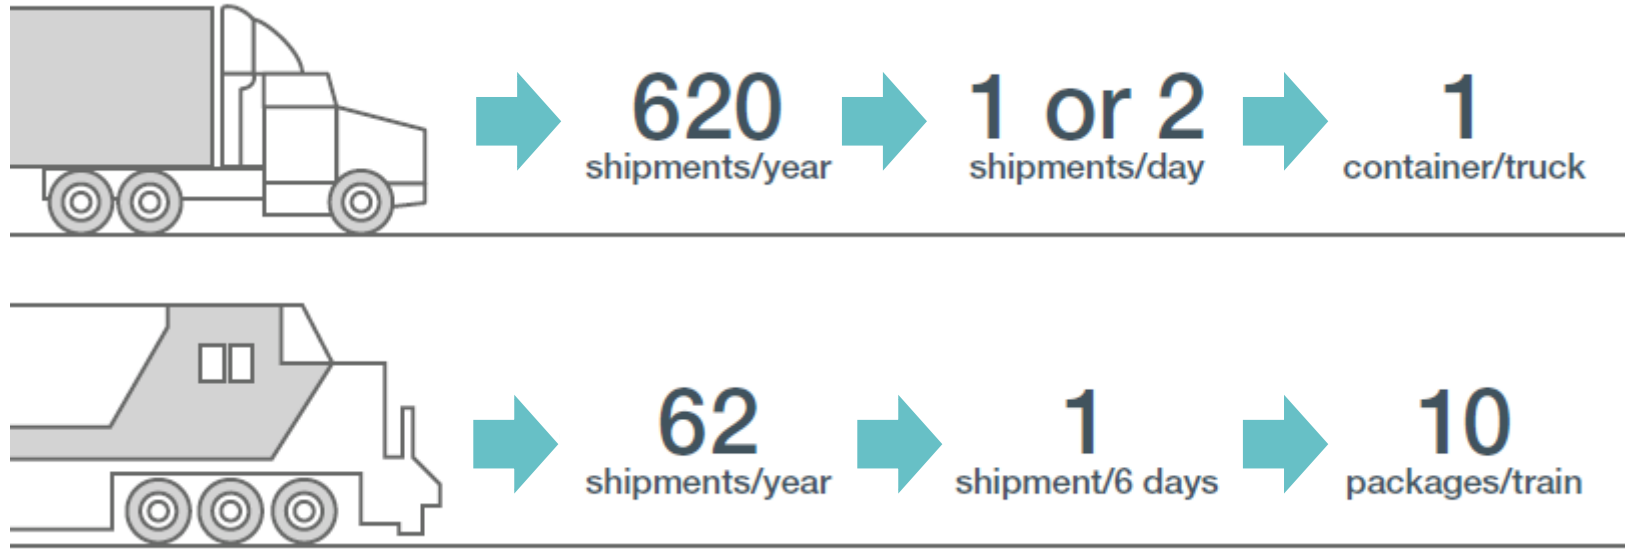 620
shipments/year
1 or 2
shipments/day
1
container/truck
62
shipments/year
1
shipment/6 days
10
packages/train